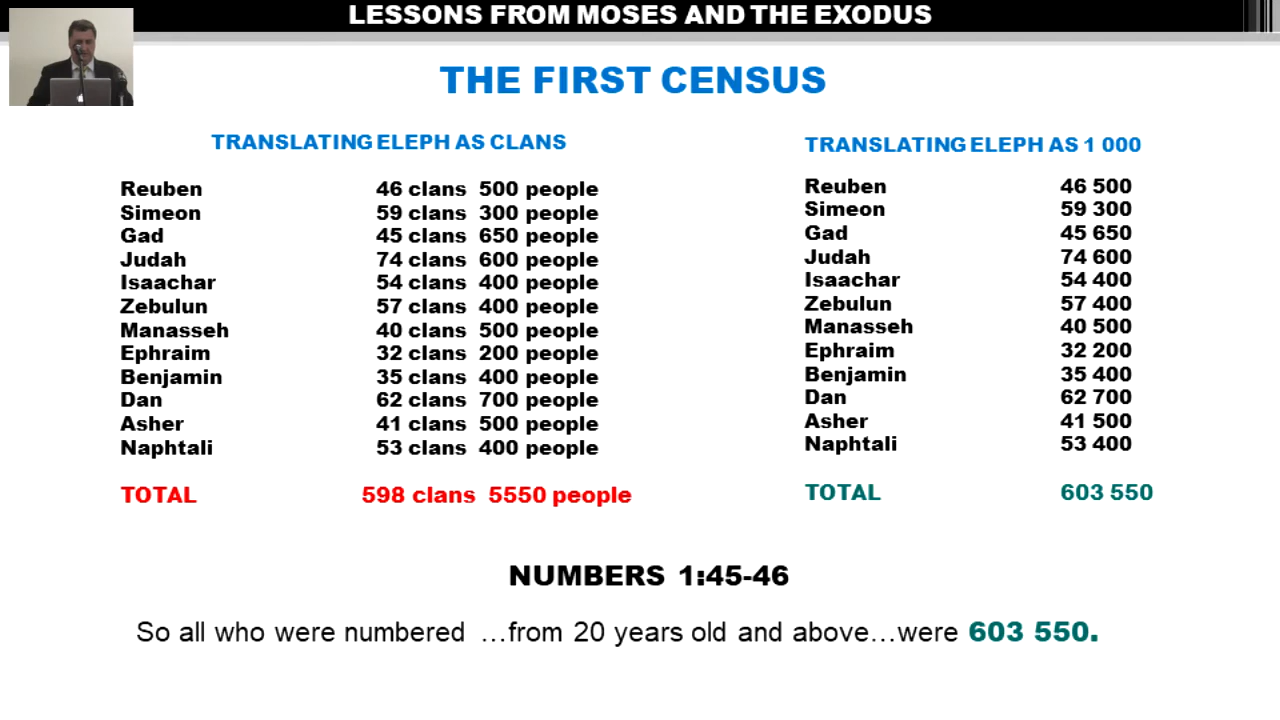 LESSONS FROM MOSES AND THE EXODUS
THE FIRST CENSUS
TRANSLATING ELEPH AS CLANS
Reuben 46 clans 500 people
Simeon 59 clans 300 people
Gad 45 clans 650 people
Judah 74 clans 600 people
Isaachar 54 clans 400 people
Zebulun 57 clans 400 people
Manasseh 40 clans 500 people
Ephraim 32 clans 200 people
Benjamin 35 clans 400 people
Dan 62 clans 700 people
Asher 41 clans 500 people
Naphtali 53 clans 400 people
TOTAL 598 clans 5550 people
TRANSLATING ELEPH AS 1 000
Reuben 46 500
Simeon 59 300
Gad 45 650
Judah 74 600
Isaachar 54 400
Zebulun 57 400
Manasseh 40 500
Ephraim 32 200
Benjamin 35 400
Dan 62 700
Asher 41 500
Naphtali 53 400
TOTAL 603 550
NUMBERS 1:45-46
So all who were numbered …from 20 years old and above…were 603 550.